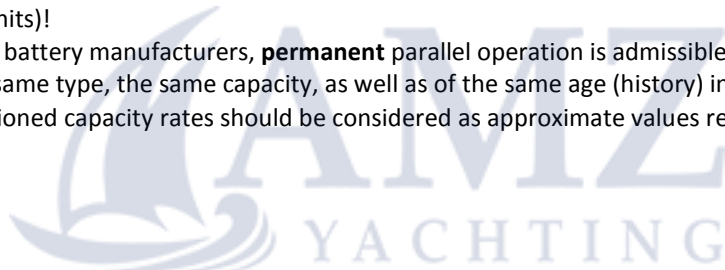 nits)!
battery manufacturers, permanent parallel operation is admissible
same type, the same capacity, as well as of the same age (history) in
ioned capacity rates should be considered as approximate values re
AMZ
YACHTING